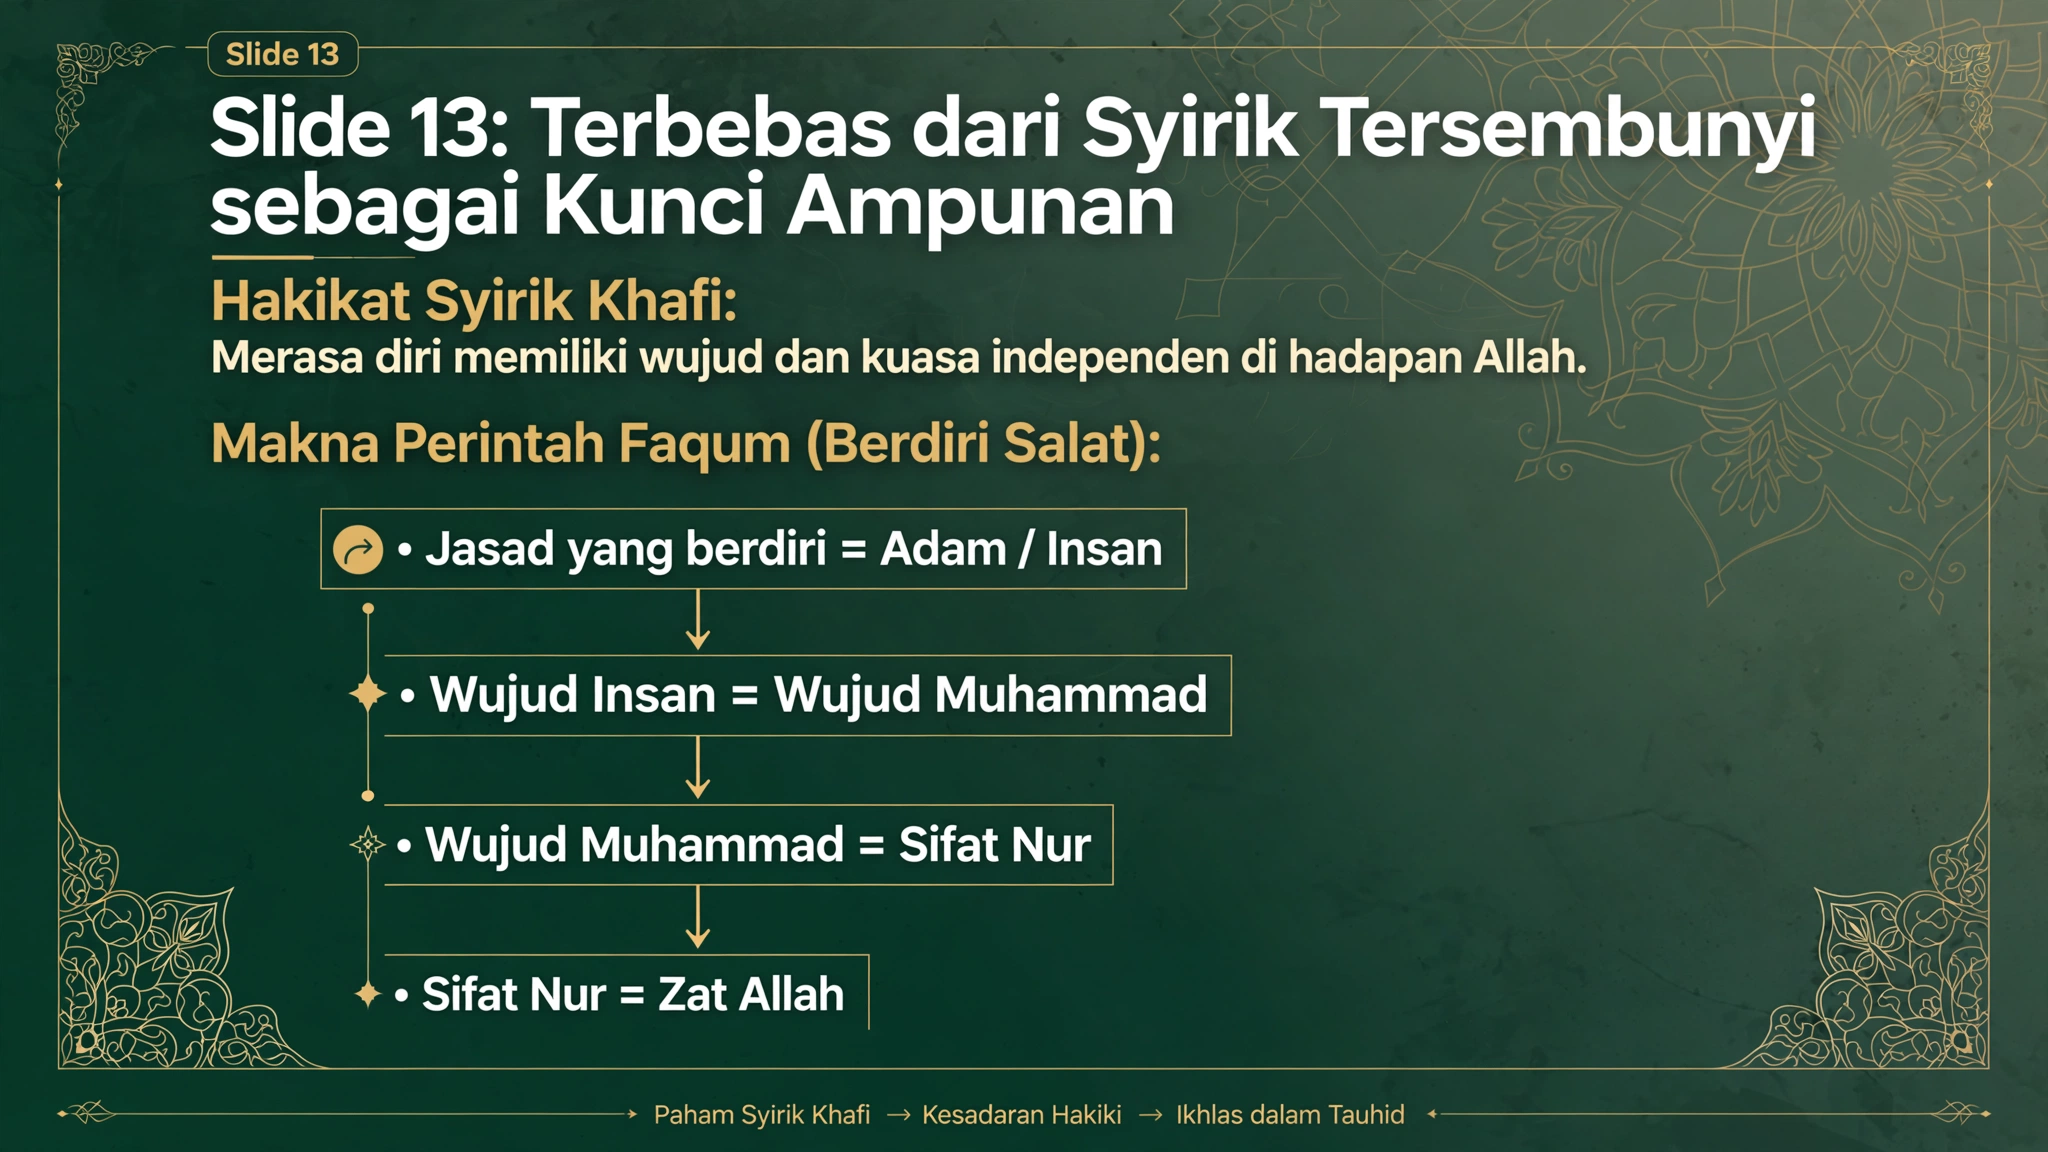 Slide 13
Slide 13: Terbebas dari Syirik Tersembunyi
sebagai Kunci Ampunan
Hakikat Syirik Khafi:
Merasa diri memiliki wujud dan kuasa independen di hadapan Allah.
Makna Perintah Faqum (Berdiri Salat):
• Jasad yang berdiri = Adam / Insan
• Wujud Insan = Wujud Muhammad
• Wujud Muhammad = Sifat Nur
• Sifat Nur = Zat Allah
Paham Syirik Khafi → Kesadaran Hakiki → Ikhlas dalam Tauhid